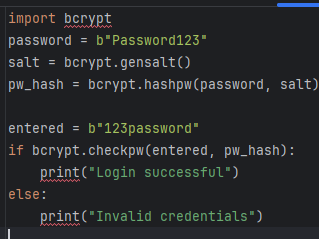 import bcrypt
password = b"Password123"
salt = bcrypt.gensalt()
pw_hash = bcrypt.hashpw(password, salt)

entered = b"123password"
if bcrypt.checkpw(entered, pw_hash):
    print("Login successful")
else:
    print("Invalid credentials")